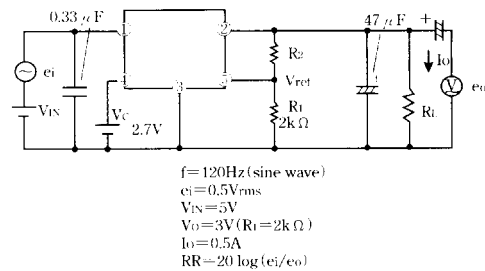 0.33μF
47μF
+
1
2
R2
Io
ei
4
3
5
Vref
V
eo
VIN
Vc
2.7V
R1
2kΩ
RL
f=120Hz(sine wave)
ei=0.5Vrms
VIN=5V
Vo=3V(R1=2kΩ)
Io=0.5A
RR=20 log(ei/eo)